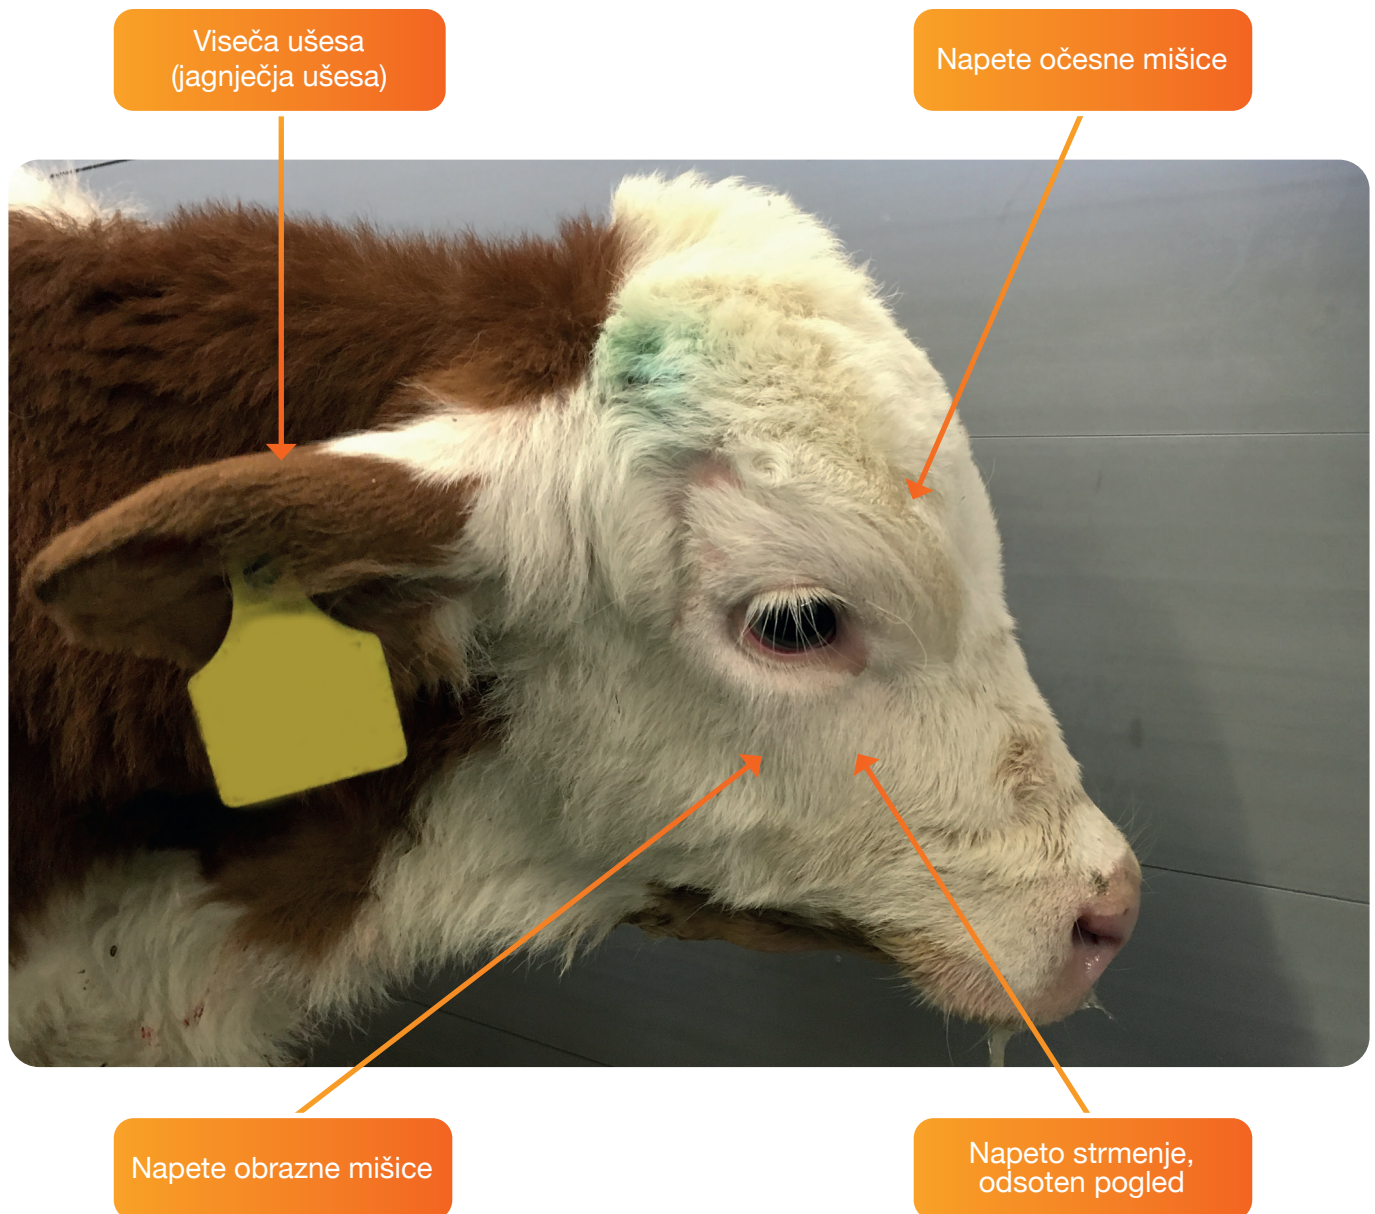 Viseča ušesa
(jagnječja ušesa)
Napete očesne mišice
Napete obrazne mišice
Napeto strmenje,
odsoten pogled